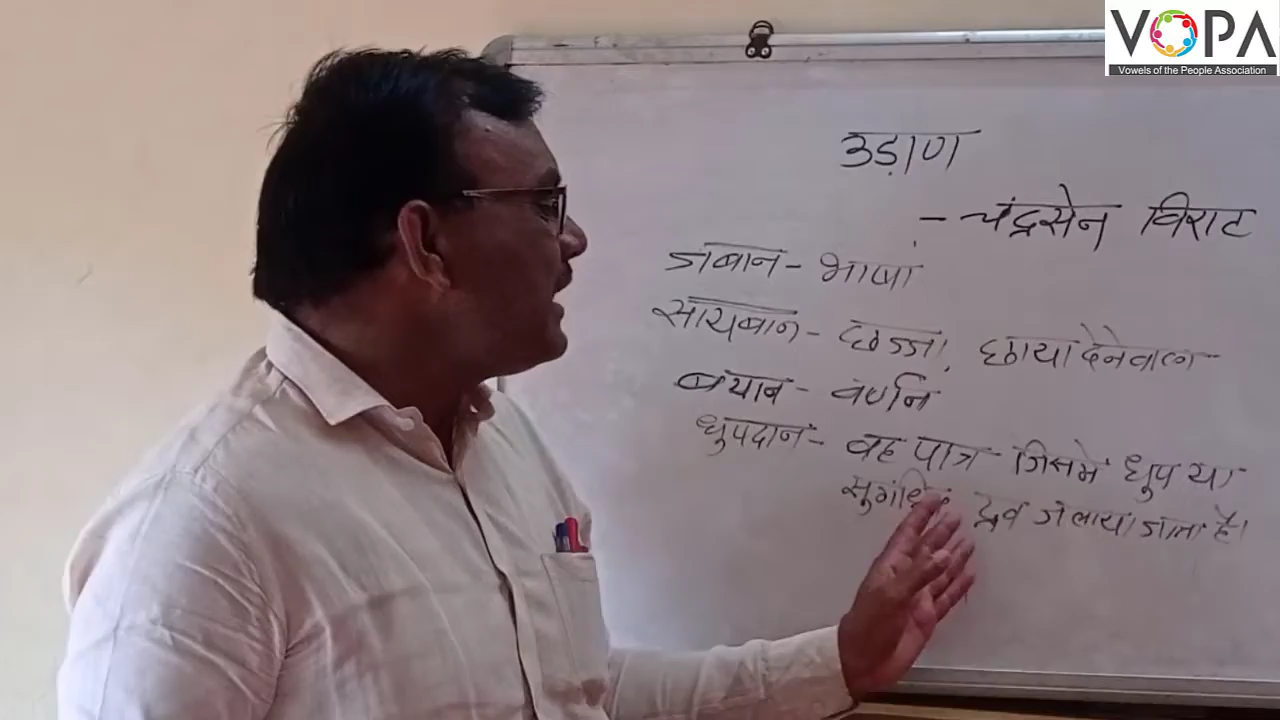 VOPA
Vowels of the People Association
उड़ाण
- चंद्रसेन विराट
जबान - भाषा
सायबान - छज्जा, छाया देनेवाला
बयान - वर्णन
धुपदान - वह पात्र जिसमें धुप या
सुगंधित द्रव जलाया जाता है।